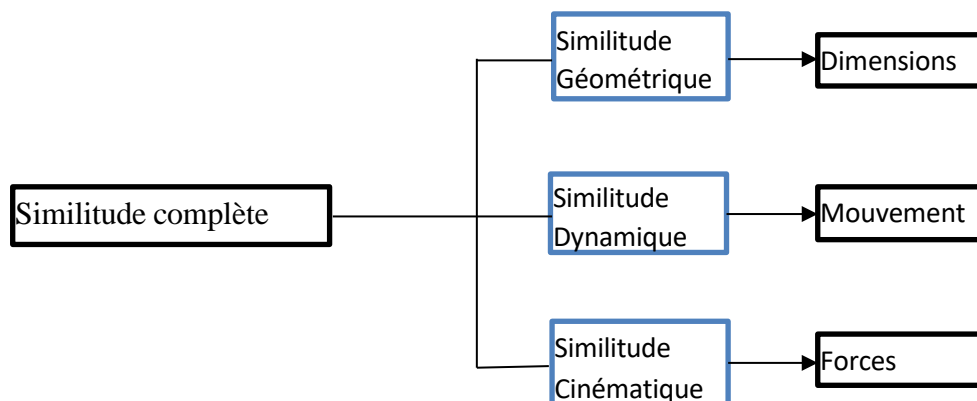 Similitude complète
Similitude
Géométrique
Dimensions
Similitude
Dynamique
Mouvement
Similitude
Cinématique
Forces